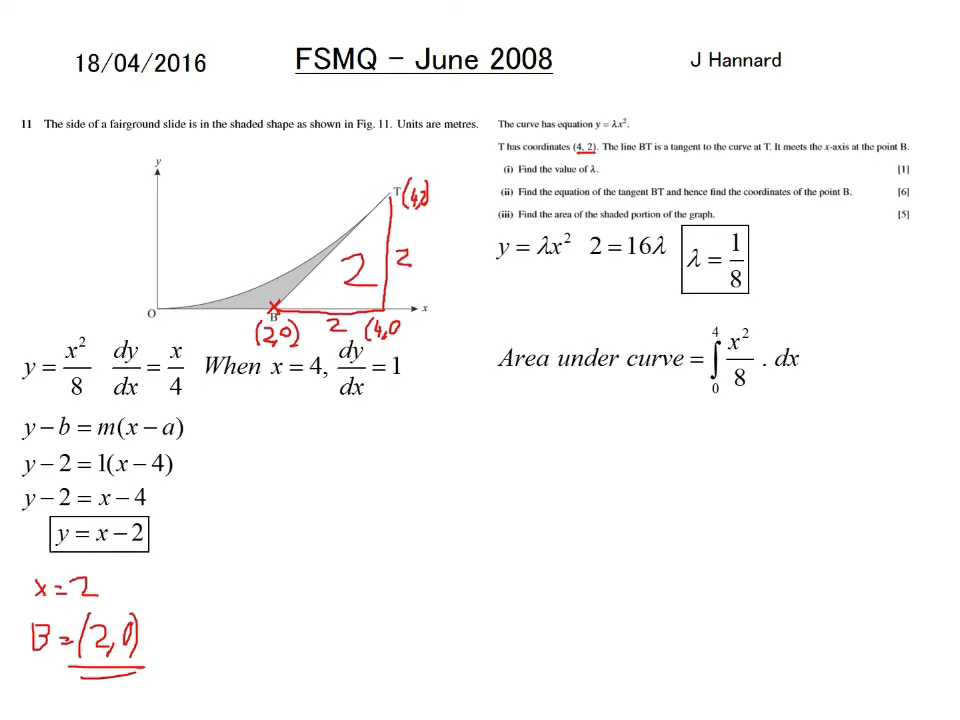 18/04/2016
FSMQ – June 2008
J Hannard
11 The side of a fairground slide is in the shaded shape as shown in Fig. 11. Units are metres.
y
T (4,2)
2
2
O
B
x
(2,0)
2
(4,0
The curve has equation y = λx².
T has coordinates (4, 2). The line BT is a tangent to the curve at T. It meets the x-axis at the point B.
(i) Find the value of λ. [1]
(ii) Find the equation of the tangent BT and hence find the coordinates of the point B. [6]
(iii) Find the area of the shaded portion of the graph. [5]
y = λx² 2 = 16λ λ = 1/8
y = x²/8 dy/dx = x/4 When x = 4, dy/dx = 1
y − b = m(x − a)
y − 2 = 1(x − 4)
y − 2 = x − 4
y = x − 2
x = 2
B = (2,0)
Area under curve = ∫₀⁴ x²/8 . dx